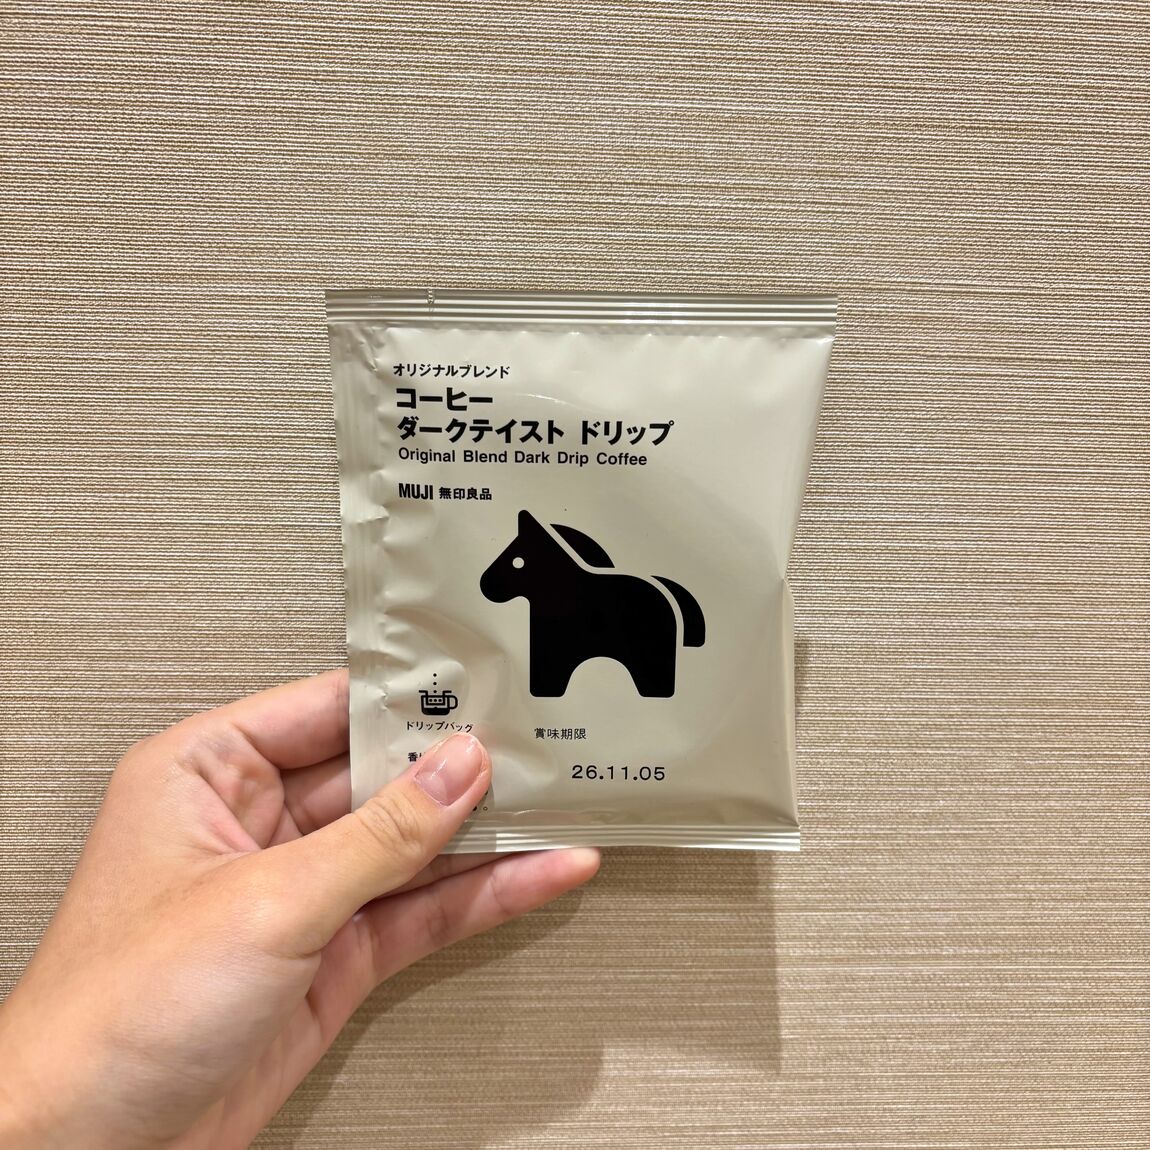 オリジナルブレンド
コーヒー
ダークテイスト ドリップ
Original Blend Dark Drip Coffee
MUJI 無印良品
ドリップバッグ
賞味期限
香
26.11.05